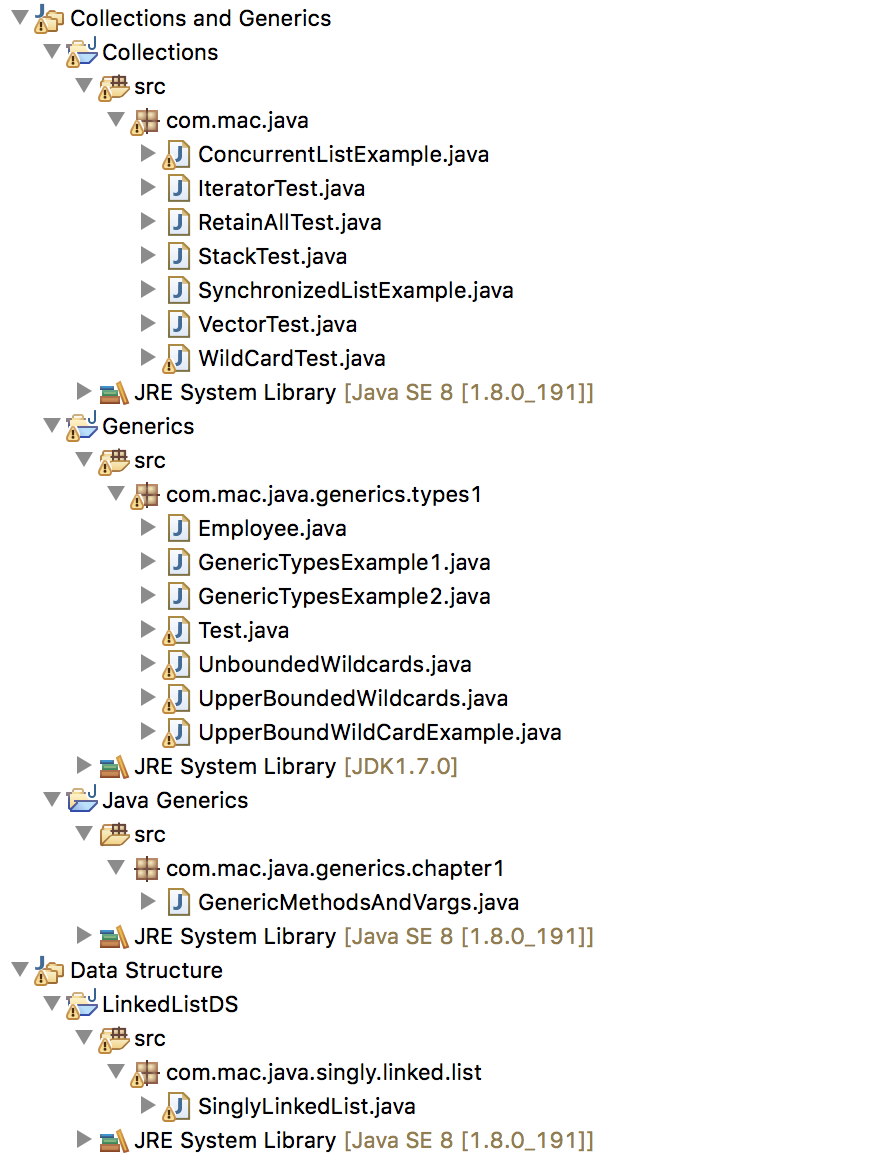 Collections and Generics
Collections
src
com.mac.java
ConcurrentListExample.java
IteratorTest.java
RetainAllTest.java
StackTest.java
SynchronizedListExample.java
VectorTest.java
WildCardTest.java
JRE System Library [Java SE 8 [1.8.0_191]]
Generics
src
com.mac.java.generics.types1
Employee.java
GenericTypesExample1.java
GenericTypesExample2.java
Test.java
UnboundedWildcards.java
UpperBoundedWildcards.java
UpperBoundWildCardExample.java
JRE System Library [JDK1.7.0]
Java Generics
src
com.mac.java.generics.chapter1
GenericMethodsAndVargs.java
JRE System Library [Java SE 8 [1.8.0_191]]
Data Structure
LinkedListDS
src
com.mac.java.singly.linked.list
SinglyLinkedList.java
JRE System Library [Java SE 8 [1.8.0_191]]